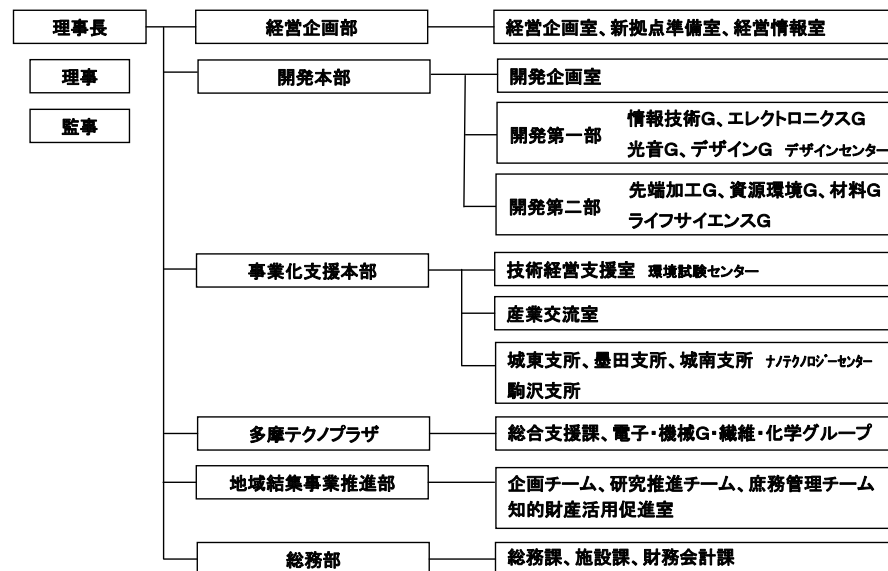 理事長
経営企画部
経営企画室、新拠点準備室、経営情報室
理事
監事
開発本部
開発企画室
開発第一部
情報技術G、エレクトロニクスG
光音G、デザインG デザインセンター
開発第二部
先端加工G、資源環境G、材料G
ライフサイエンスG
事業化支援本部
技術経営支援室 環境試験センター
産業交流室
城東支所、墨田支所、城南支所 ナノテクノロジーセンター
駒沢支所
多摩テクノプラザ
総合支援課、電子・機械G・繊維・化学グループ
地域結集事業推進部
企画チーム、研究推進チーム、庶務管理チーム
知的財産活用促進室
総務部
総務課、施設課、財務会計課